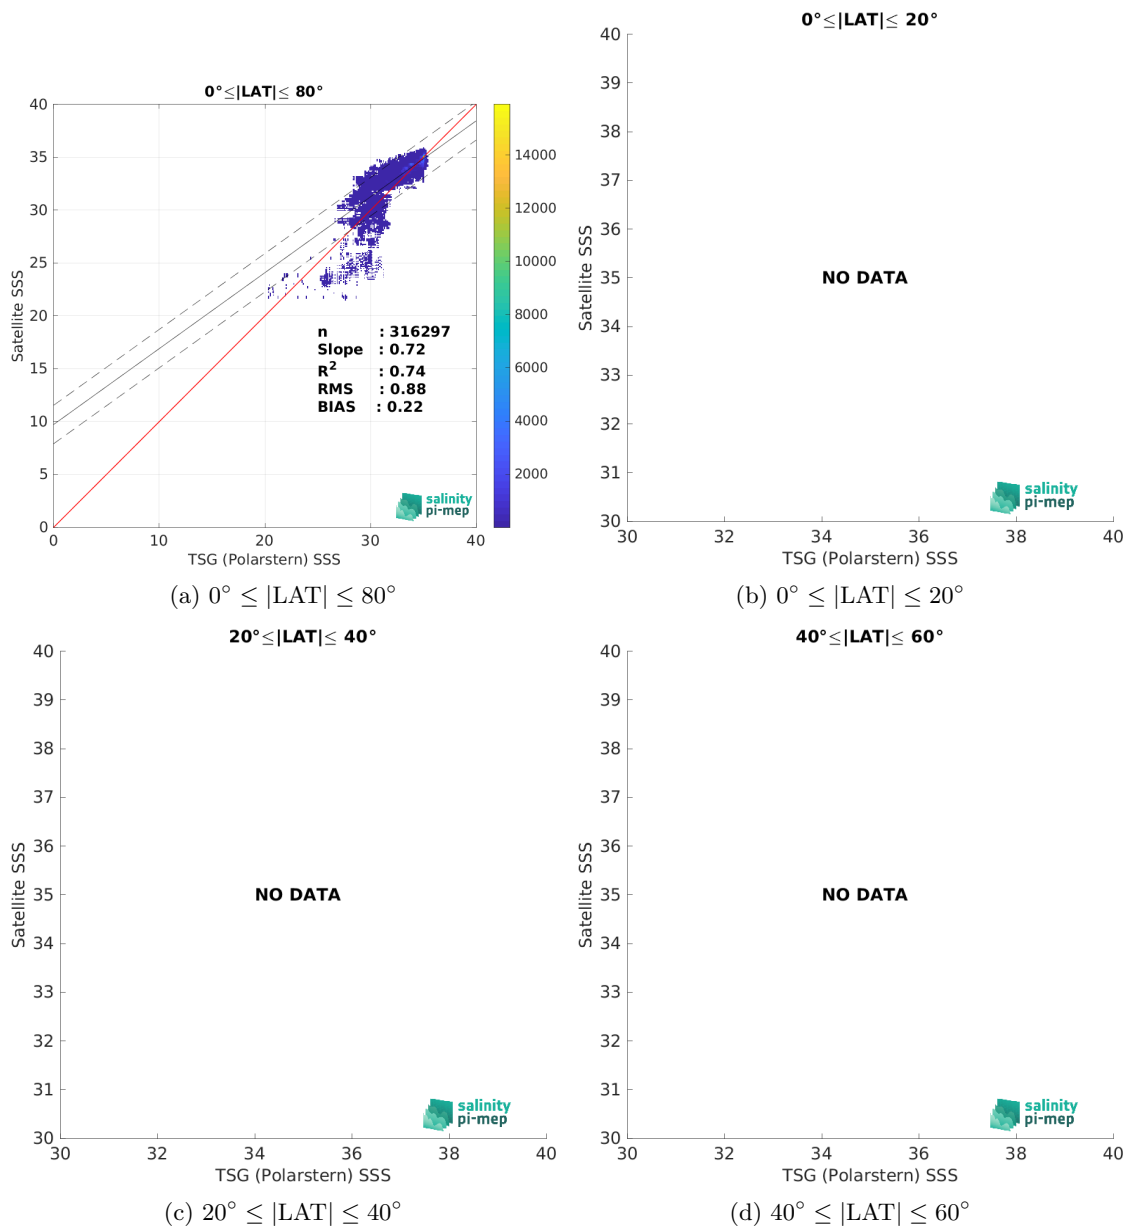 0°≤|LAT|≤ 80°
40
35
30
25
20
15
10
5
0
Satellite SSS
0
10
20
30
40
TSG (Polarstern) SSS
14000
12000
10000
8000
6000
4000
2000
n : 316297
Slope : 0.72
R² : 0.74
RMS : 0.88
BIAS : 0.22
salinity
pi-mep
(a) 0° ≤ |LAT| ≤ 80°
0°≤|LAT|≤ 20°
40
39
38
37
36
35
34
33
32
31
30
Satellite SSS
NO DATA
salinity
pi-mep
30
32
34
36
38
40
TSG (Polarstern) SSS
(b) 0° ≤ |LAT| ≤ 20°
20°≤|LAT|≤ 40°
40
39
38
37
36
35
34
33
32
31
30
Satellite SSS
NO DATA
salinity
pi-mep
30
32
34
36
38
40
TSG (Polarstern) SSS
(c) 20° ≤ |LAT| ≤ 40°
40°≤|LAT|≤ 60°
40
39
38
37
36
35
34
33
32
31
30
Satellite SSS
NO DATA
salinity
pi-mep
30
32
34
36
38
40
TSG (Polarstern) SSS
(d) 40° ≤ |LAT| ≤ 60°